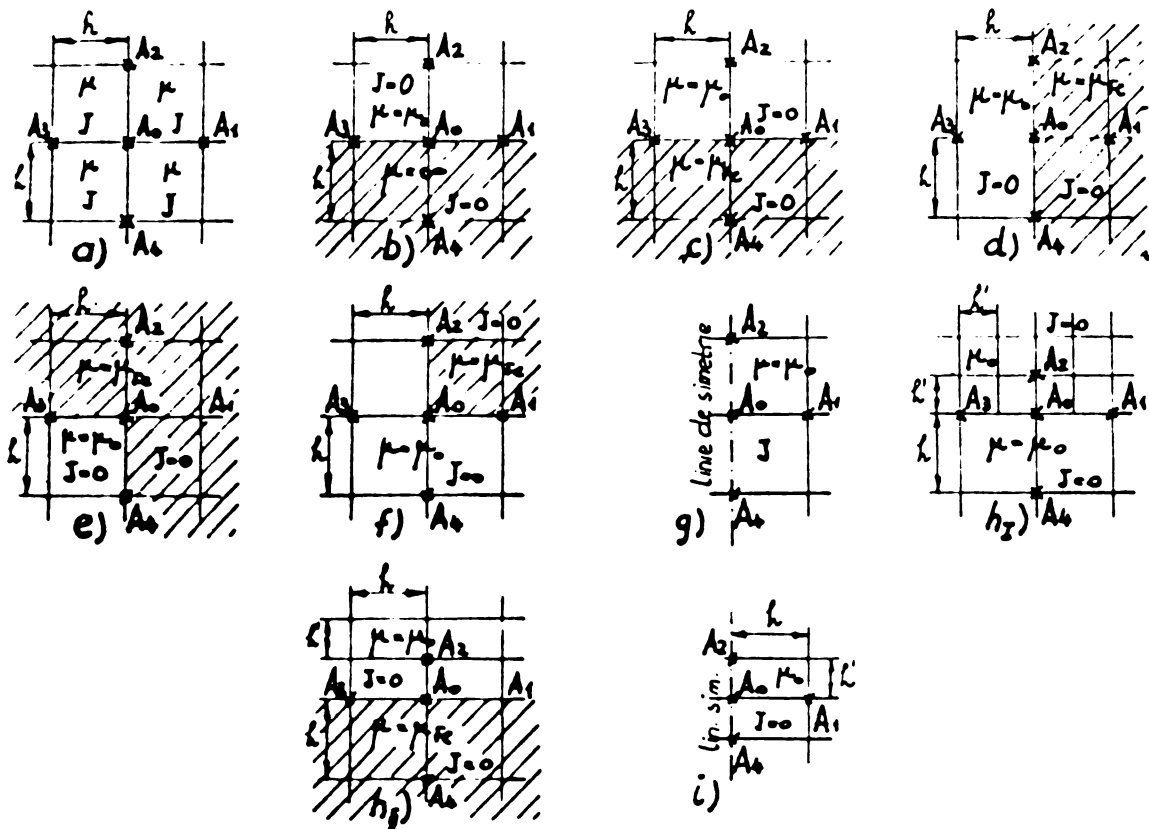 h A2 μ μ J J A3 A0 A1 h μ μ J J A4 a)
h A2 J=0 μ=μ0 A3 A0 A1 h μ=∞ J=0 A4 b)
h A2 μ=μ0 J=0 A3 A0 A1 h μ=μFe J=0 A4 c)
h A2 μ=μ0 μ=μFe A3 A0 A1 h J=0 J=0 A4 d)
h A2 μ=μFe A3 A0 A1 h μ=μ0 J=0 J=0 A4 e)
h A2 J=0 μ=μFe A3 A0 A1 h μ=μ0 J=0 A4 f)
linie de simetrie A2 μ=μ0 A0 A1 J A4 g)
h' J=0 μ0 A2 h' A3 A0 A1 h μ=μ0 J=0 A4 hI)
h h' μ=μ0 A2 J=0 A3 A0 A1 h μ=μFe J=0 A4
h A2 μ0 h' lin. sim. A0 A1 J=0 A4 i)